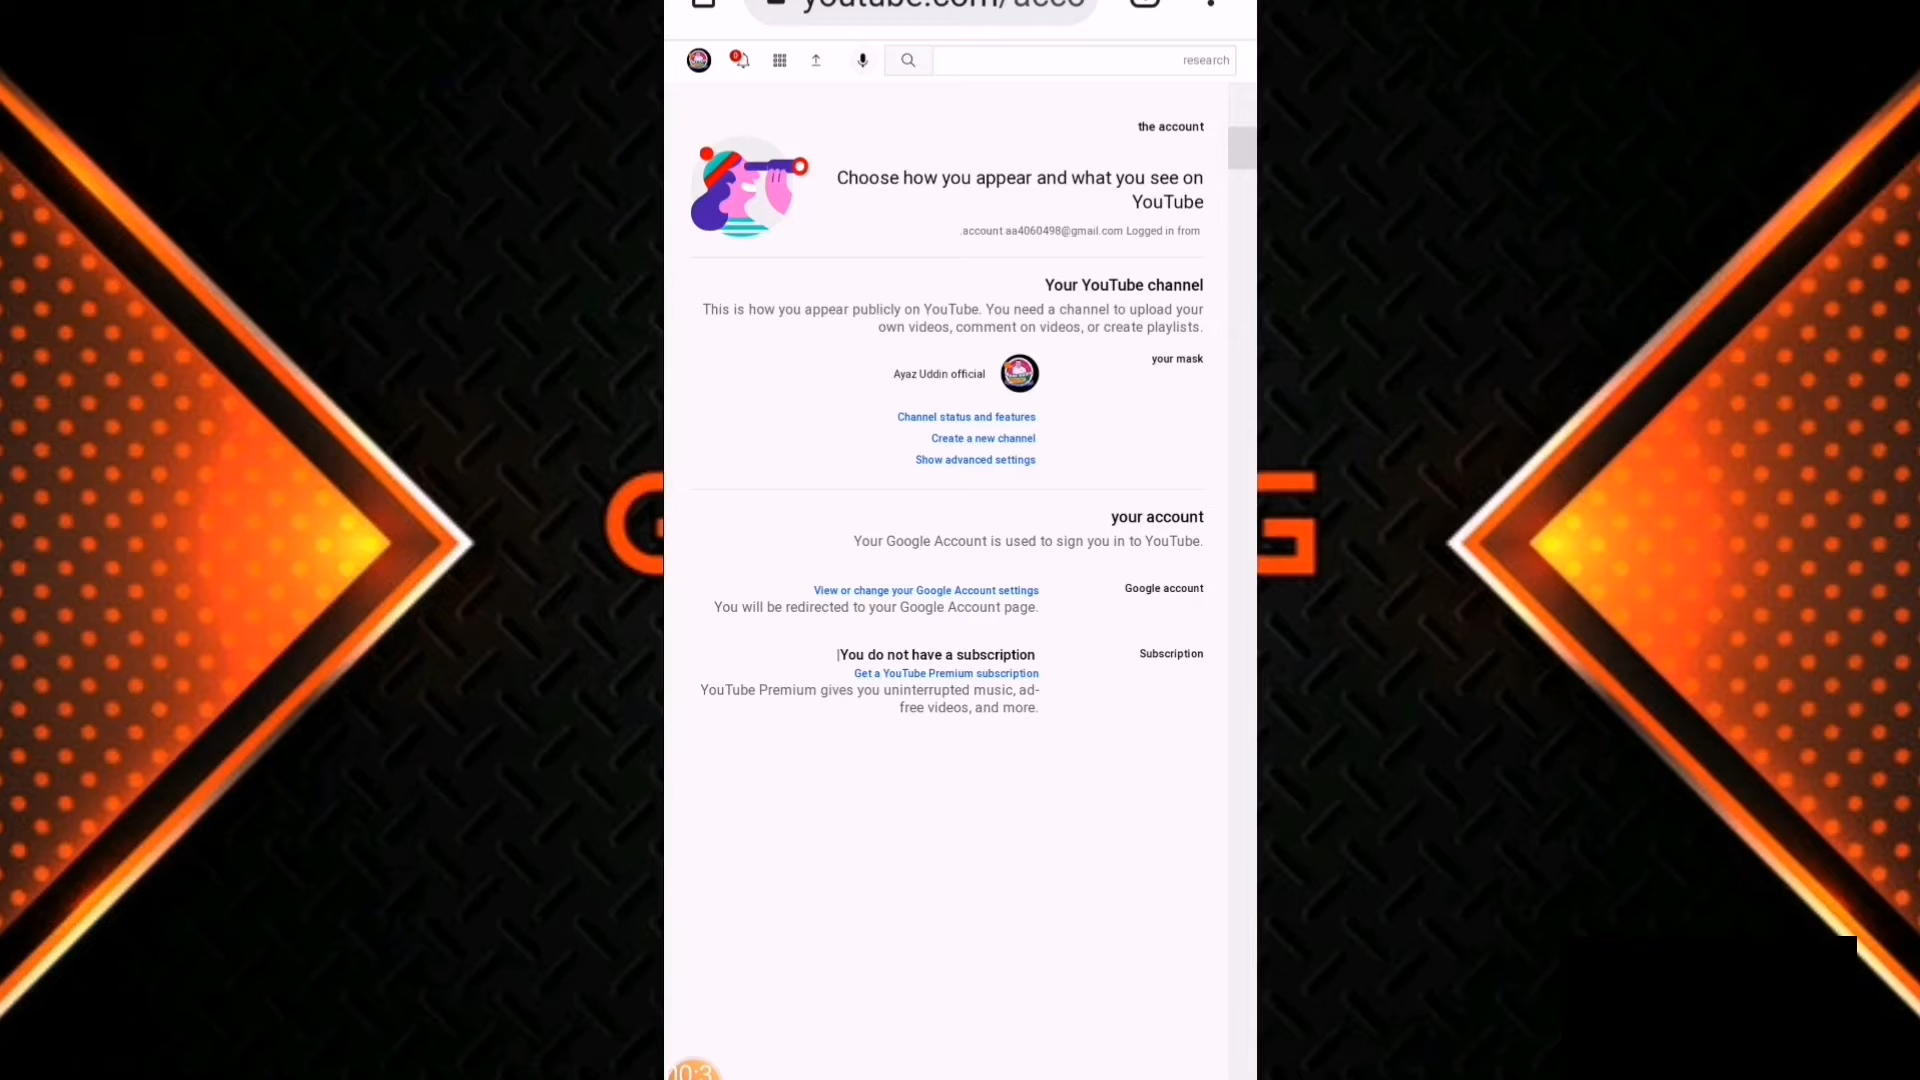 youtube.com/acco
0
research
the account
Choose how you appear and what you see on
YouTube
.account aa4060498@gmail.com Logged in from
Your YouTube channel
This is how you appear publicly on YouTube. You need a channel to upload your
own videos, comment on videos, or create playlists.
your mask
Ayaz Uddin official
Channel status and features
Create a new channel
Show advanced settings
your account
Your Google Account is used to sign you in to YouTube.
Google account
View or change your Google Account settings
You will be redirected to your Google Account page.
Subscription
|You do not have a subscription
Get a YouTube Premium subscription
YouTube Premium gives you uninterrupted music, ad-
free videos, and more.
G G